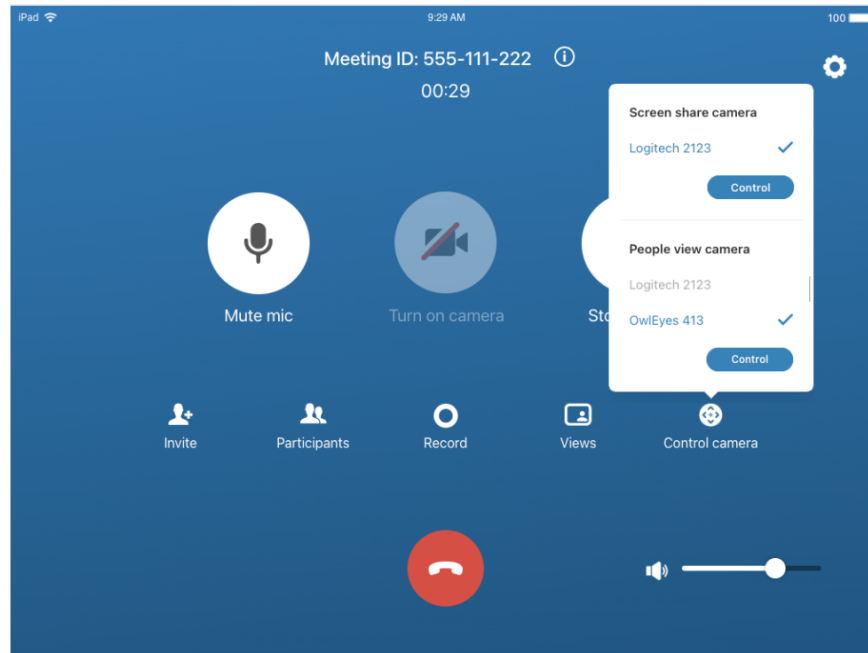 iPad 9:29 AM 100
Meeting ID: 555-111-222
00:29
Screen share camera
Logitech 2123
Control
People view camera
Logitech 2123
OwlEyes 413
Control
Mute mic
Turn on camera
Invite
Participants
Record
Views
Control camera